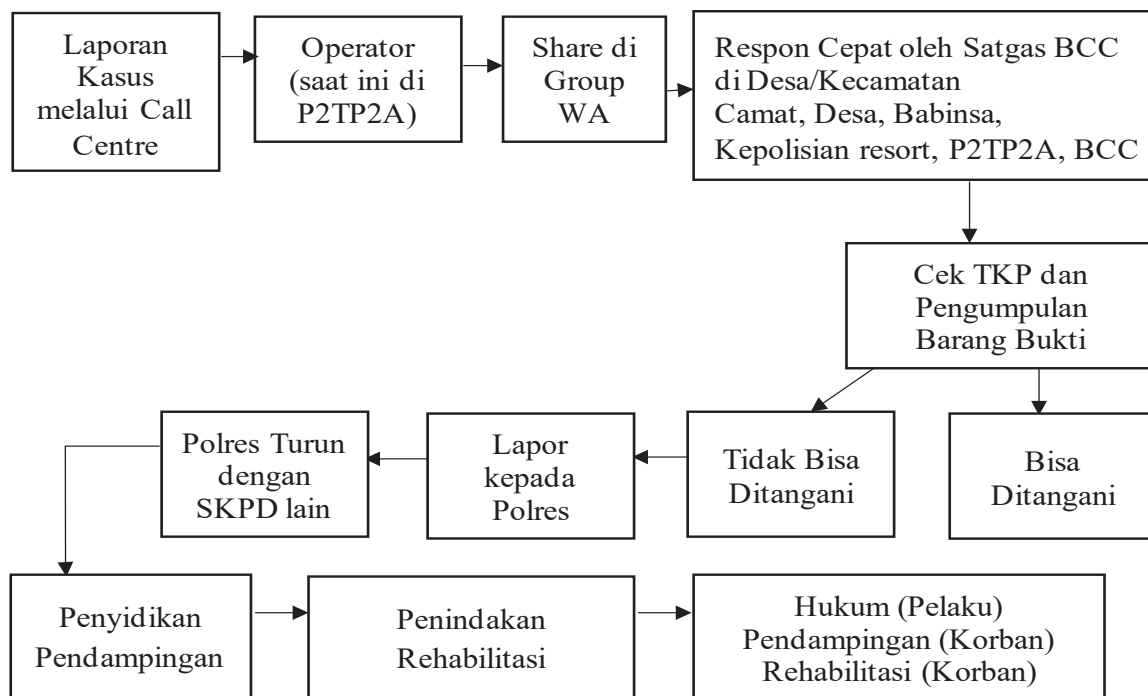 Laporan
Kasus
melalui Call
Centre
Operator
(saat ini di
P2TP2A)
Share di
Group
WA
Respon Cepat oleh Satgas BCC
di Desa/Kecamatan
Camat, Desa, Babinsa,
Kepolisian resort, P2TP2A, BCC
Cek TKP dan
Pengumpulan
Barang Bukti
Bisa
Ditangani
Tidak Bisa
Ditangani
Lapor
kepada
Polres
Polres Turun
dengan
SKPD lain
Penyidikan
Pendampingan
Penindakan
Rehabilitasi
Hukum (Pelaku)
Pendampingan (Korban)
Rehabilitasi (Korban)